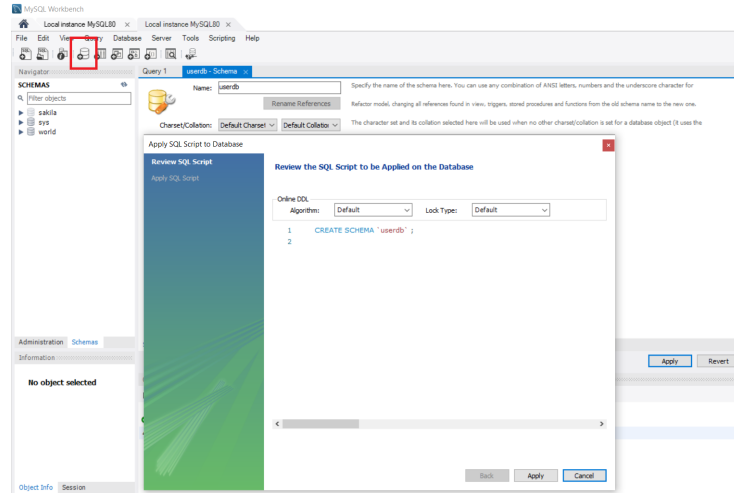 MySQL Workbench
Local instance MySQL80 × Local instance MySQL80 ×
File Edit View Query Database Server Tools Scripting Help
Navigator
SCHEMAS
Filter objects
sakila
sys
world
Query 1 userdb - Schema ×
Name: userdb
Specify the name of the schema here. You can use any combination of ANSI letters, numbers and the underscore character for
Rename References
Refactor model, changing all references found in view, triggers, stored procedures and functions from the old schema name to the new one.
Charset/Collation: Default Charset Default Collation
The character set and its collation selected here will be used when no other charset/collation is set for a database object (it uses the
Apply SQL Script to Database ×
Review SQL Script
Apply SQL Script
Review the SQL Script to be Applied on the Database
Online DDL
Algorithm: Default Lock Type: Default
1 CREATE SCHEMA `userdb` ;
2
Back Apply Cancel
Apply Revert
Administration Schemas
Information
No object selected
Object Info Session